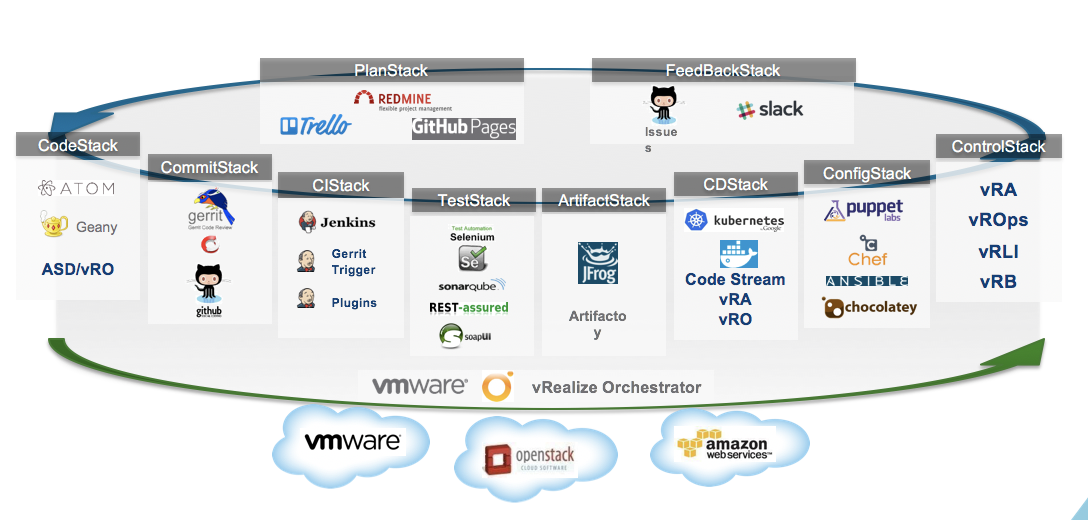 PlanStack
REDMINE
flexible project management
Trello
GitHub Pages
FeedBackStack
Issue
s
slack
CodeStack
ATOM
Geany
ASD/vRO
CommitStack
gerrit
Gerrit Code Review
github
CIStack
Jenkins
Gerrit
Trigger
Plugins
TestStack
Test Automation
Selenium
Se
sonarqube
REST-assured
soapUI
ArtifactStack
JFrog
Artifacto
y
CDStack
kubernetes
by Google
Code Stream
vRA
vRO
ConfigStack
puppet
labs
Chef
ANSIBLE
chocolatey
ControlStack
vRA
vROps
vRLI
vRB
vmware® vRealize Orchestrator
vmware®
openstack
CLOUD SOFTWARE
amazon
web services™